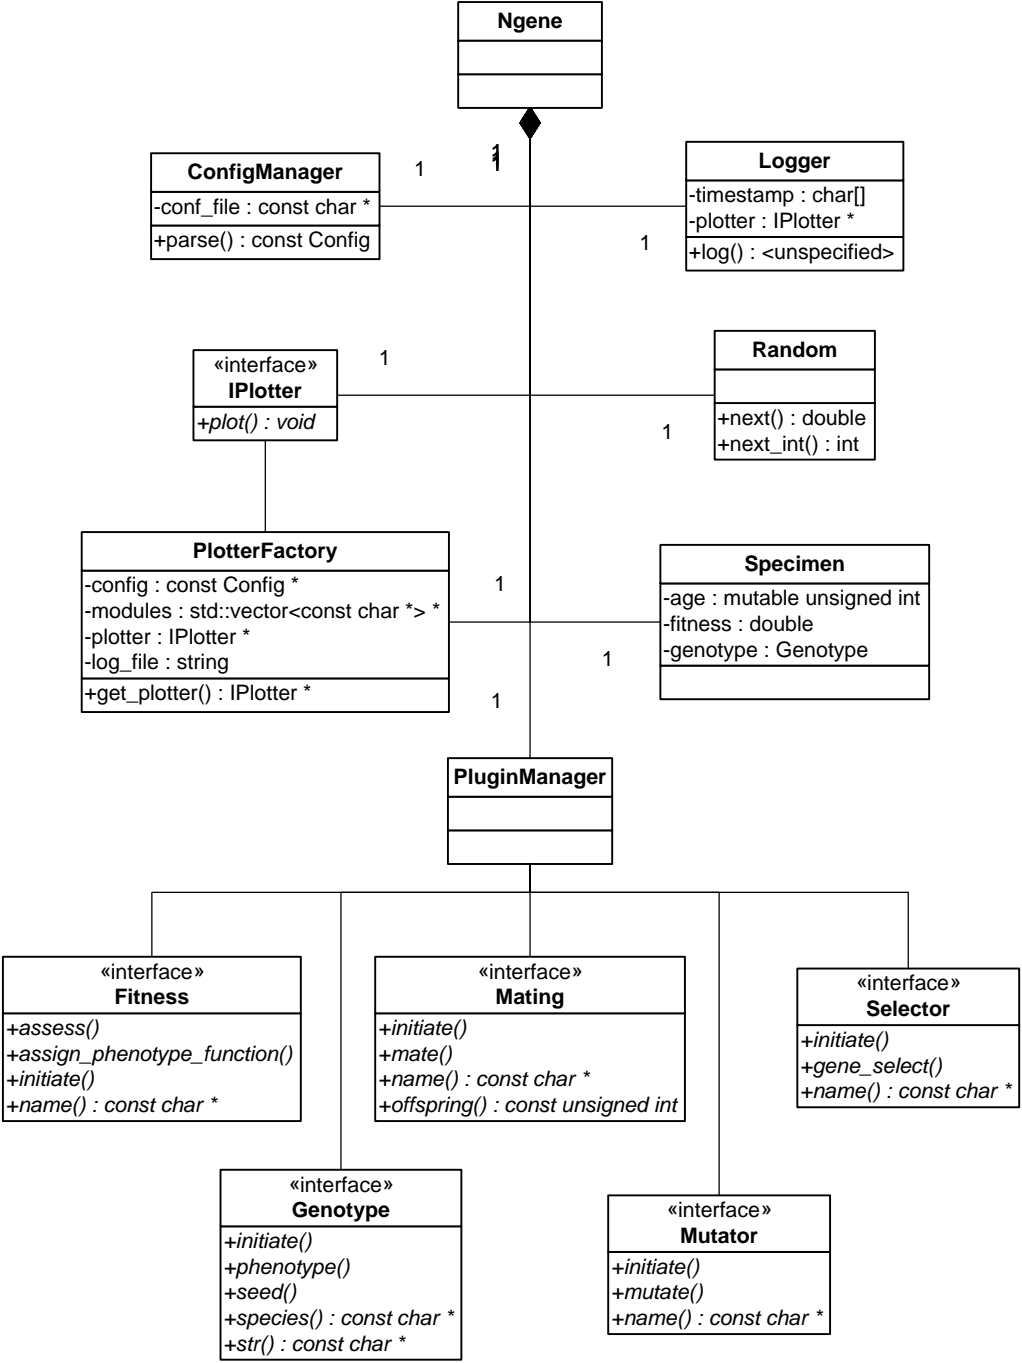 Ngene
1
1
1
ConfigManager
-conf_file : const char *
+parse() : const Config
1
Logger
-timestamp : char[]
-plotter : IPlotter *
+log() : <unspecified>
1
«interface»
IPlotter
+plot() : void
1
Random
+next() : double
+next_int() : int
1
PlotterFactory
-config : const Config *
-modules : std::vector<const char *> *
-plotter : IPlotter *
-log_file : string
+get_plotter() : IPlotter *
1
Specimen
-age : mutable unsigned int
-fitness : double
-genotype : Genotype
1
1
PluginManager
«interface»
Fitness
+assess()
+assign_phenotype_function()
+initiate()
+name() : const char *
«interface»
Mating
+initiate()
+mate()
+name() : const char *
+offspring() : const unsigned int
«interface»
Selector
+initiate()
+gene_select()
+name() : const char *
«interface»
Genotype
+initiate()
+phenotype()
+seed()
+species() : const char *
+str() : const char *
«interface»
Mutator
+initiate()
+mutate()
+name() : const char *